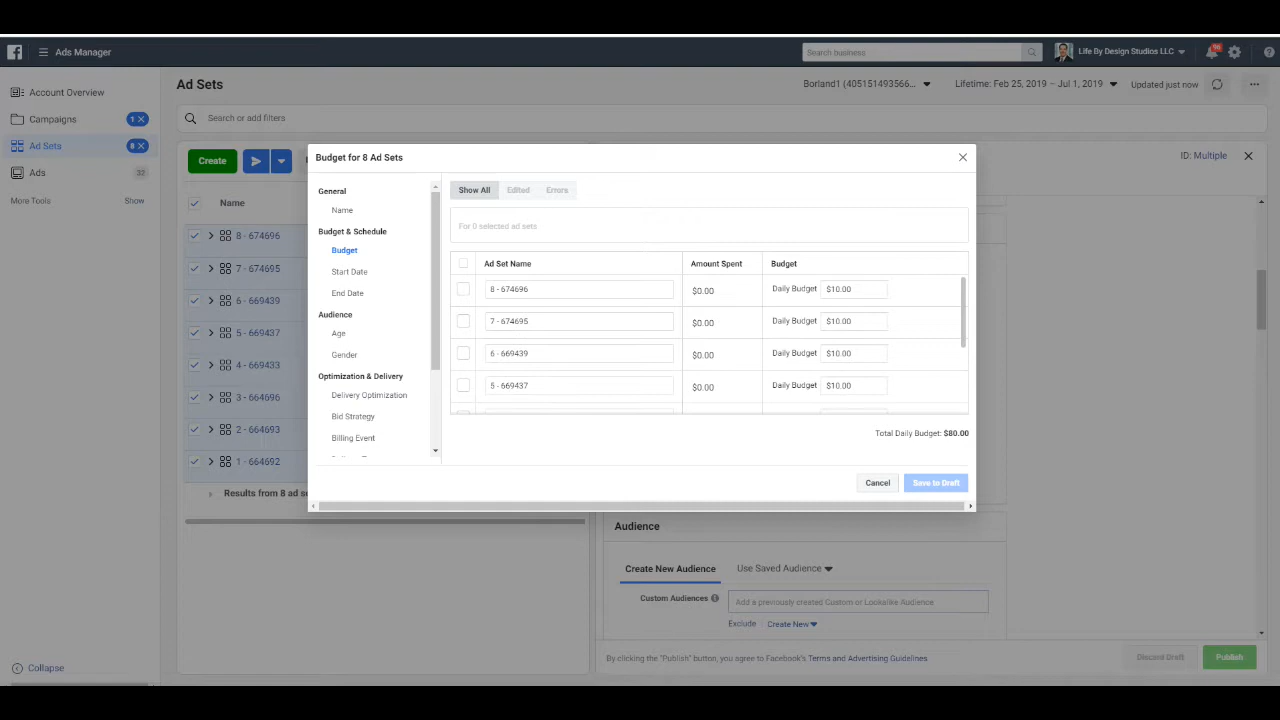 Ads Manager
Search business
Life By Design Studios LLC
Ad Sets
Borland1 (405151493566...
Lifetime: Feb 25, 2019 – Jul 1, 2019
Updated just now
Account Overview
Campaigns
1 X
Ad Sets
8 X
Ads
32
More Tools
Show
Search or add filters
Create
ID: Multiple
Name
8 - 674696
7 - 674695
6 - 669439
5 - 669437
4 - 669433
3 - 664696
2 - 664693
1 - 664692
Results from 8 ad s
Budget for 8 Ad Sets
General
Name
Budget & Schedule
Budget
Start Date
End Date
Audience
Age
Gender
Optimization & Delivery
Delivery Optimization
Bid Strategy
Billing Event
Show All
Edited
Errors
For 0 selected ad sets
Ad Set Name
Amount Spent
Budget
8 - 674696
$0.00
Daily Budget
$10.00
7 - 674695
$0.00
Daily Budget
$10.00
6 - 669439
$0.00
Daily Budget
$10.00
5 - 669437
$0.00
Daily Budget
$10.00
Total Daily Budget: $80.00
Cancel
Save to Draft
Audience
Create New Audience
Use Saved Audience
Custom Audiences
Add a previously created Custom or Lookalike Audience
Exclude
Create New
Collapse
By clicking the "Publish" button, you agree to Facebook's Terms and Advertising Guidelines
Discard Draft
Publish